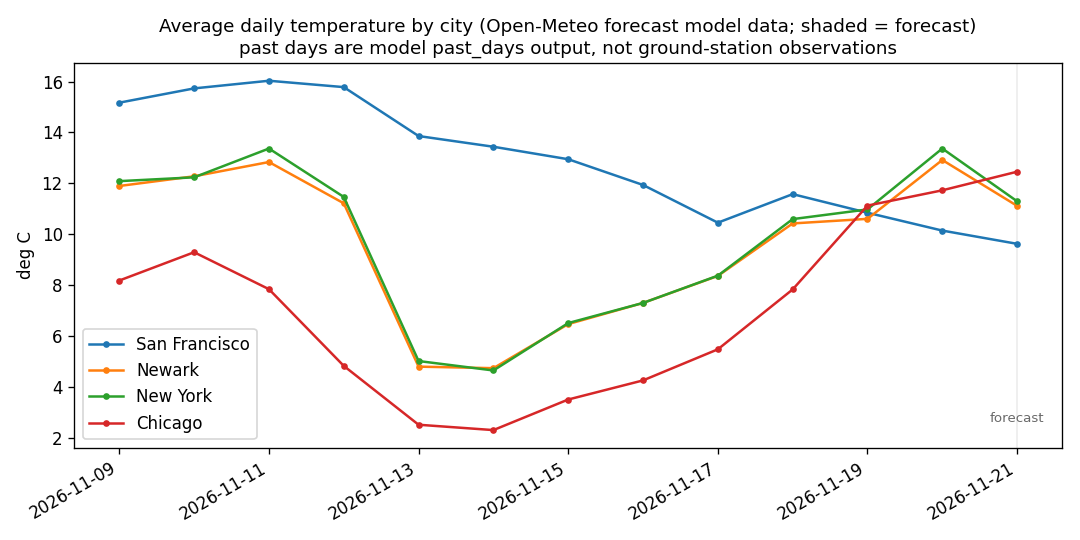 Average daily temperature by city (Open-Meteo forecast model data; shaded = forecast)
past days are model past_days output, not ground-station observations
deg C
16
14
12
10
8
6
4
2
San Francisco
Newark
New York
Chicago
forecast
2026-11-09
2026-11-11
2026-11-13
2026-11-15
2026-11-17
2026-11-19
2026-11-21